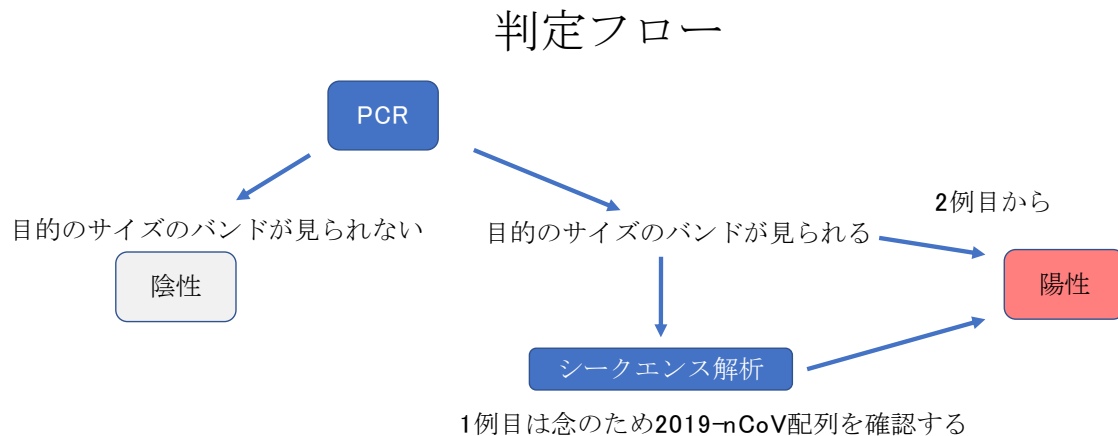 判定フロー
PCR
目的のサイズのバンドが見られない
陰性
目的のサイズのバンドが見られる
2例目から
陽性
シークエンス解析
1例目は念のため2019-nCoV配列を確認する